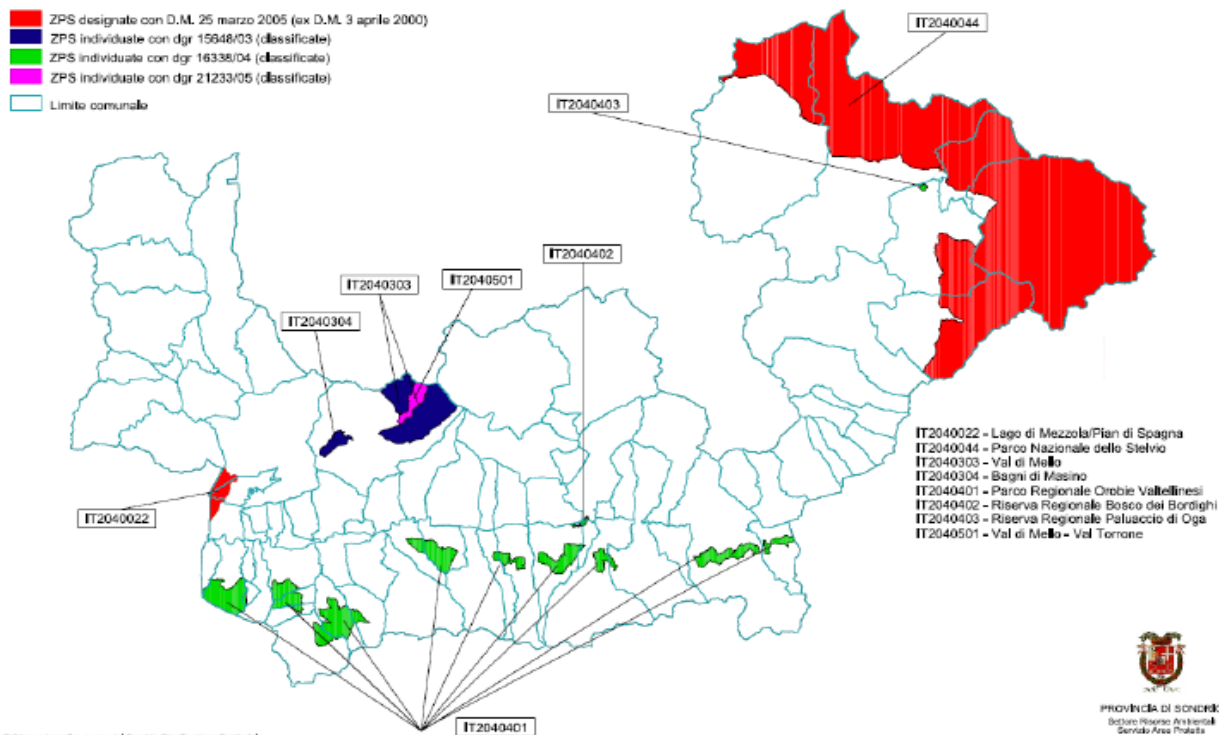 ZPS designate con D.M. 25 marzo 2005 (ex D.M. 3 aprile 2000)
ZPS individuate con dgr 15648/03 (classificate)
ZPS individuate con dgr 16338/04 (classificate)
ZPS individuate con dgr 21233/05 (classificate)
Limite comunale
IT2040044
IT2040403
IT2040402
IT2040303
IT2040501
IT2040304
IT2040022
IT2040022 - Lago di Mezzola/Pian di Spagna
IT2040044 - Parco Nazionale dello Stelvio
IT2040303 - Val di Mello
IT2040304 - Bagni di Masino
IT2040401 - Parco Regionale Orobie Valtellinesi
IT2040402 - Riserva Regionale Bosco dei Bordighi
IT2040403 - Riserva Regionale Paluaccio di Oga
IT2040501 - Val di Mello - Val Torrone
IT2040401
PROVINCIA DI SONDRIO
Settore Risorse Ambientali
Servizio Aree Protette